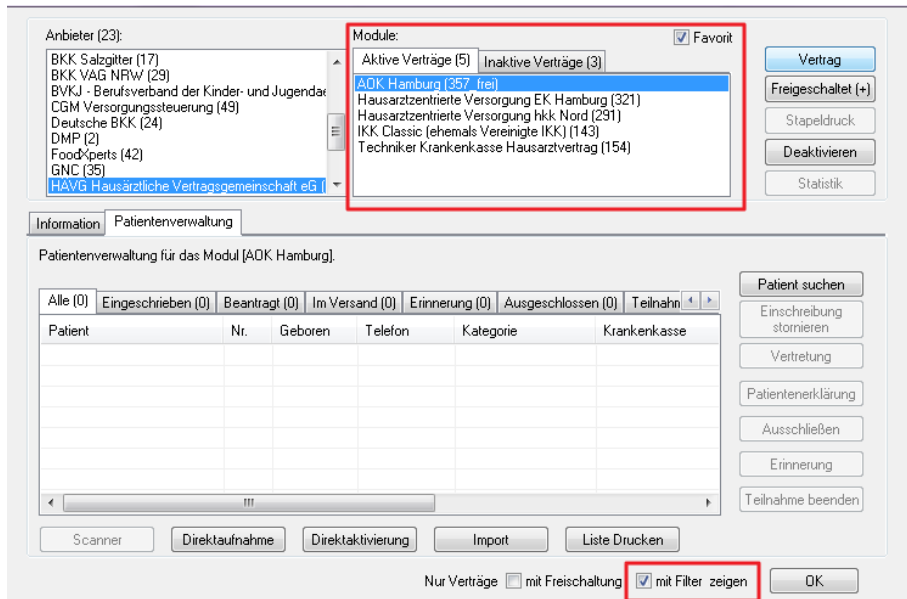 Anbieter (23):
BKK Salzgitter (17)
BKK VAG NRW (29)
BVKJ - Berufsverband der Kinder- und Jugendae
CGM Versorgungssteuerung (49)
Deutsche BKK (24)
DMP (2)
FoodXperts (42)
GNC (35)
HAVG Hausärztliche Vertragsgemeinschaft eG (
Module:
Favorit
Aktive Verträge (5) Inaktive Verträge (3)
AOK Hamburg (357_frei)
Hausarztzentrierte Versorgung EK Hamburg (321)
Hausarztzentrierte Versorgung hkk Nord (291)
IKK Classic (ehemals Vereinigte IKK) (143)
Techniker Krankenkasse Hausarztvertrag (154)
Vertrag
Freigeschaltet (+)
Stapeldruck
Deaktivieren
Statistik
Information Patientenverwaltung
Patientenverwaltung für das Modul [AOK Hamburg].
Alle (0) Eingeschrieben (0) Beantragt (0) Im Versand (0) Erinnerung (0) Ausgeschlossen (0) Teilnahm
Patient Nr. Geboren Telefon Kategorie Krankenkasse
Patient suchen
Einschreibung
stornieren
Vertretung
Patientenerklärung
Ausschließen
Erinnerung
Teilnahme beenden
Scanner Direktaufnahme Direktaktivierung Import Liste Drucken
Nur Verträge mit Freischaltung mit Filter zeigen OK